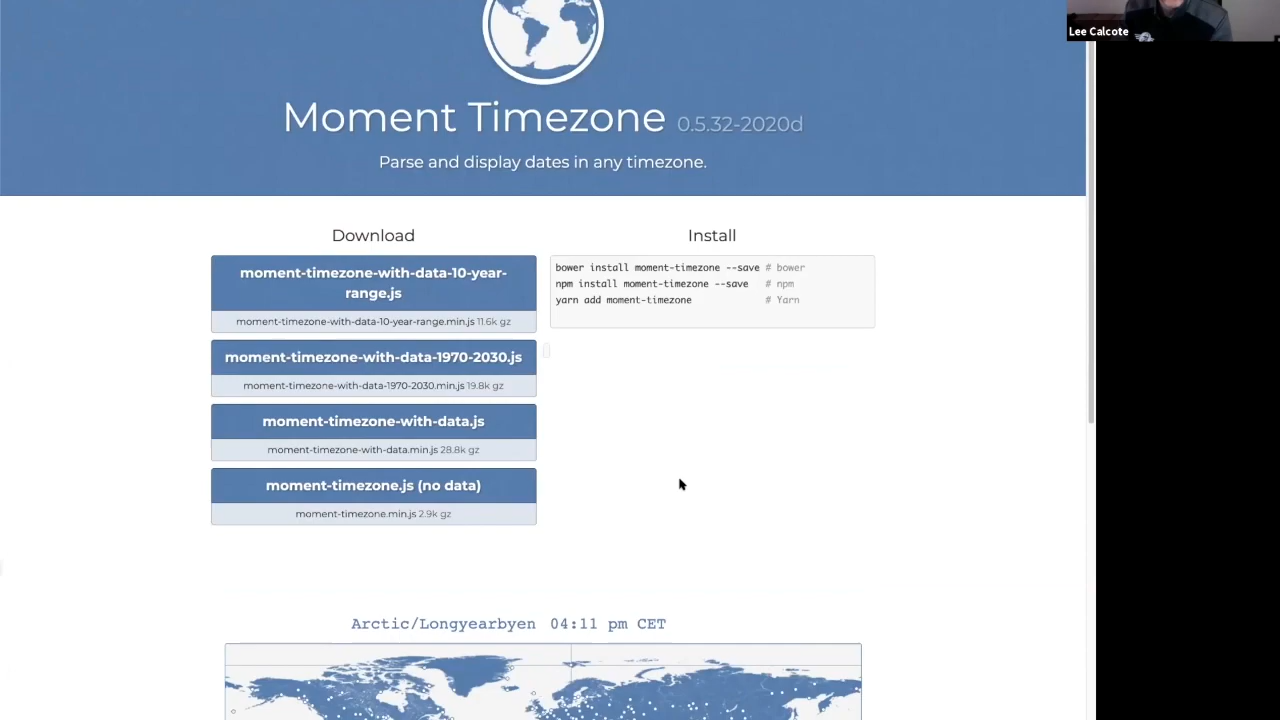 Lee Calcote
Moment Timezone 0.5.32-2020d
Parse and display dates in any timezone.
Download
moment-timezone-with-data-10-year-
range.js
moment-timezone-with-data-10-year-range.min.js 11.6k gz
moment-timezone-with-data-1970-2030.js
moment-timezone-with-data-1970-2030.min.js 19.8k gz
moment-timezone-with-data.js
moment-timezone-with-data.min.js 28.8k gz
moment-timezone.js (no data)
moment-timezone.min.js 2.9k gz
Install
bower install moment-timezone --save # bower
npm install moment-timezone --save # npm
yarn add moment-timezone # Yarn
Arctic/Longyearbyen 04:11 pm CET